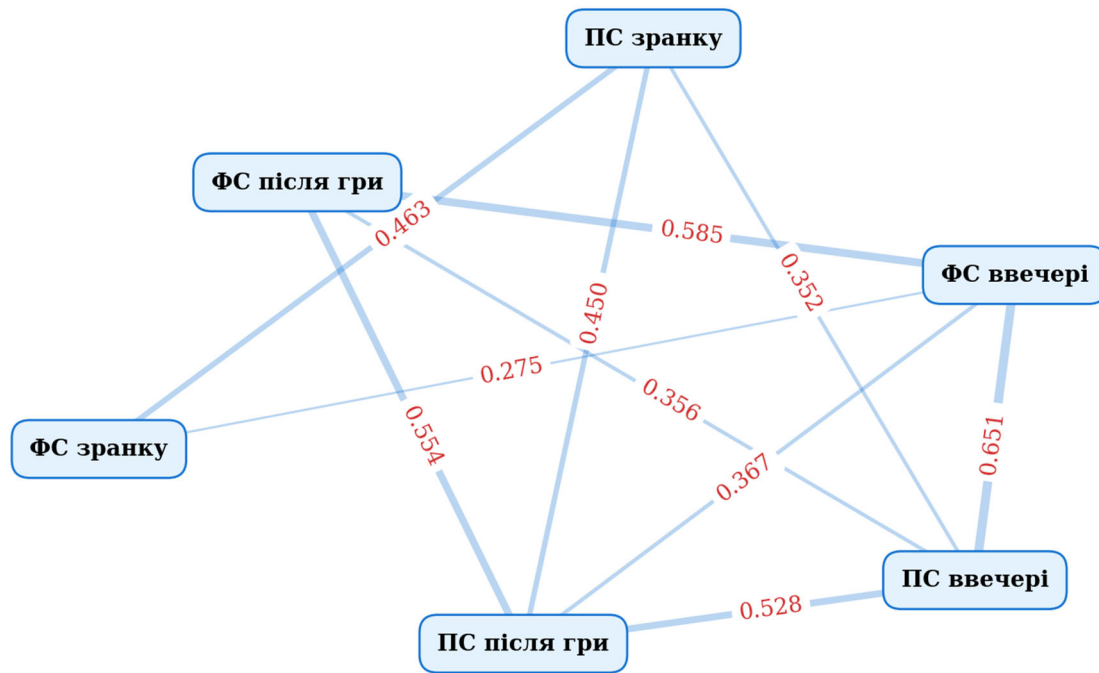 ПС зранку
ФС після гри
0.463
0.585
ФС ввечері
0.352
0.450
0.275
0.356
ФС зранку
0.554
0.651
0.367
ПС ввечері
0.528
ПС після гри